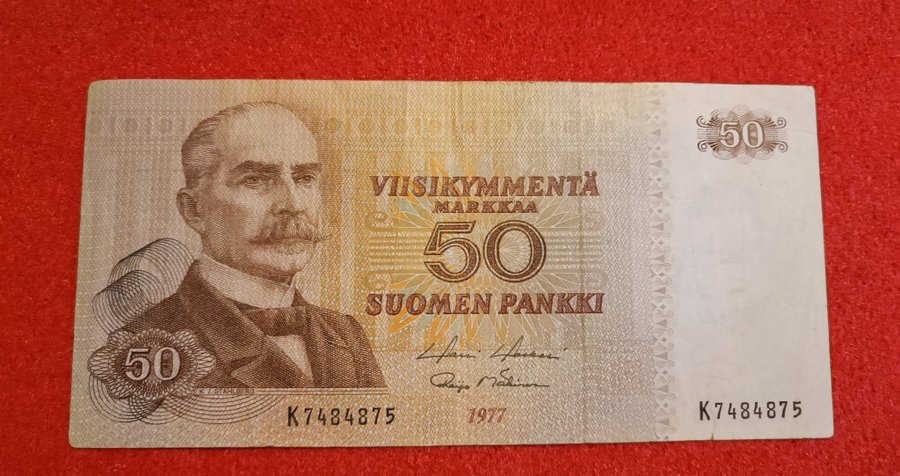 50
VIISIKYMMENTÄ
MARKKAA
50
SUOMEN PANKKI
50
K7484875
1977
K7484875